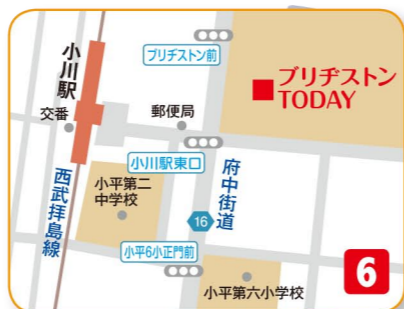 小川駅
ブリヂストン前
ブリヂストン
TODAY
交番
郵便局
小川駅東口
西武拝島線
小平第二
中学校
府中街道
16
小平6小正門前
小平第六小学校
6